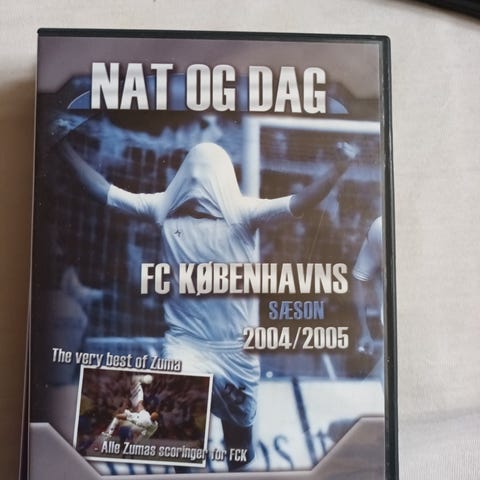 NAT OG DAG
FC KØBENHAVNS
SÆSON
2004/2005
The very best of Zuma
- Alle Zumas scoringer for FCK